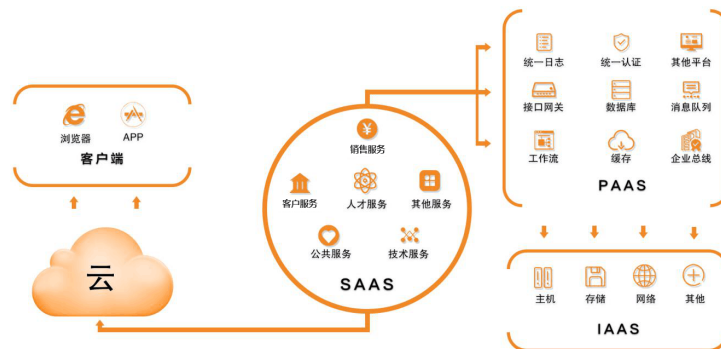 浏览器 APP
客户端
云
¥
销售服务
客户服务 人才服务 其他服务
公共服务 技术服务
SAAS
统一日志 统一认证 其他平台
接口网关 数据库 消息队列
工作流 缓存 企业总线
PAAS
主机 存储 网络 其他
IAAS